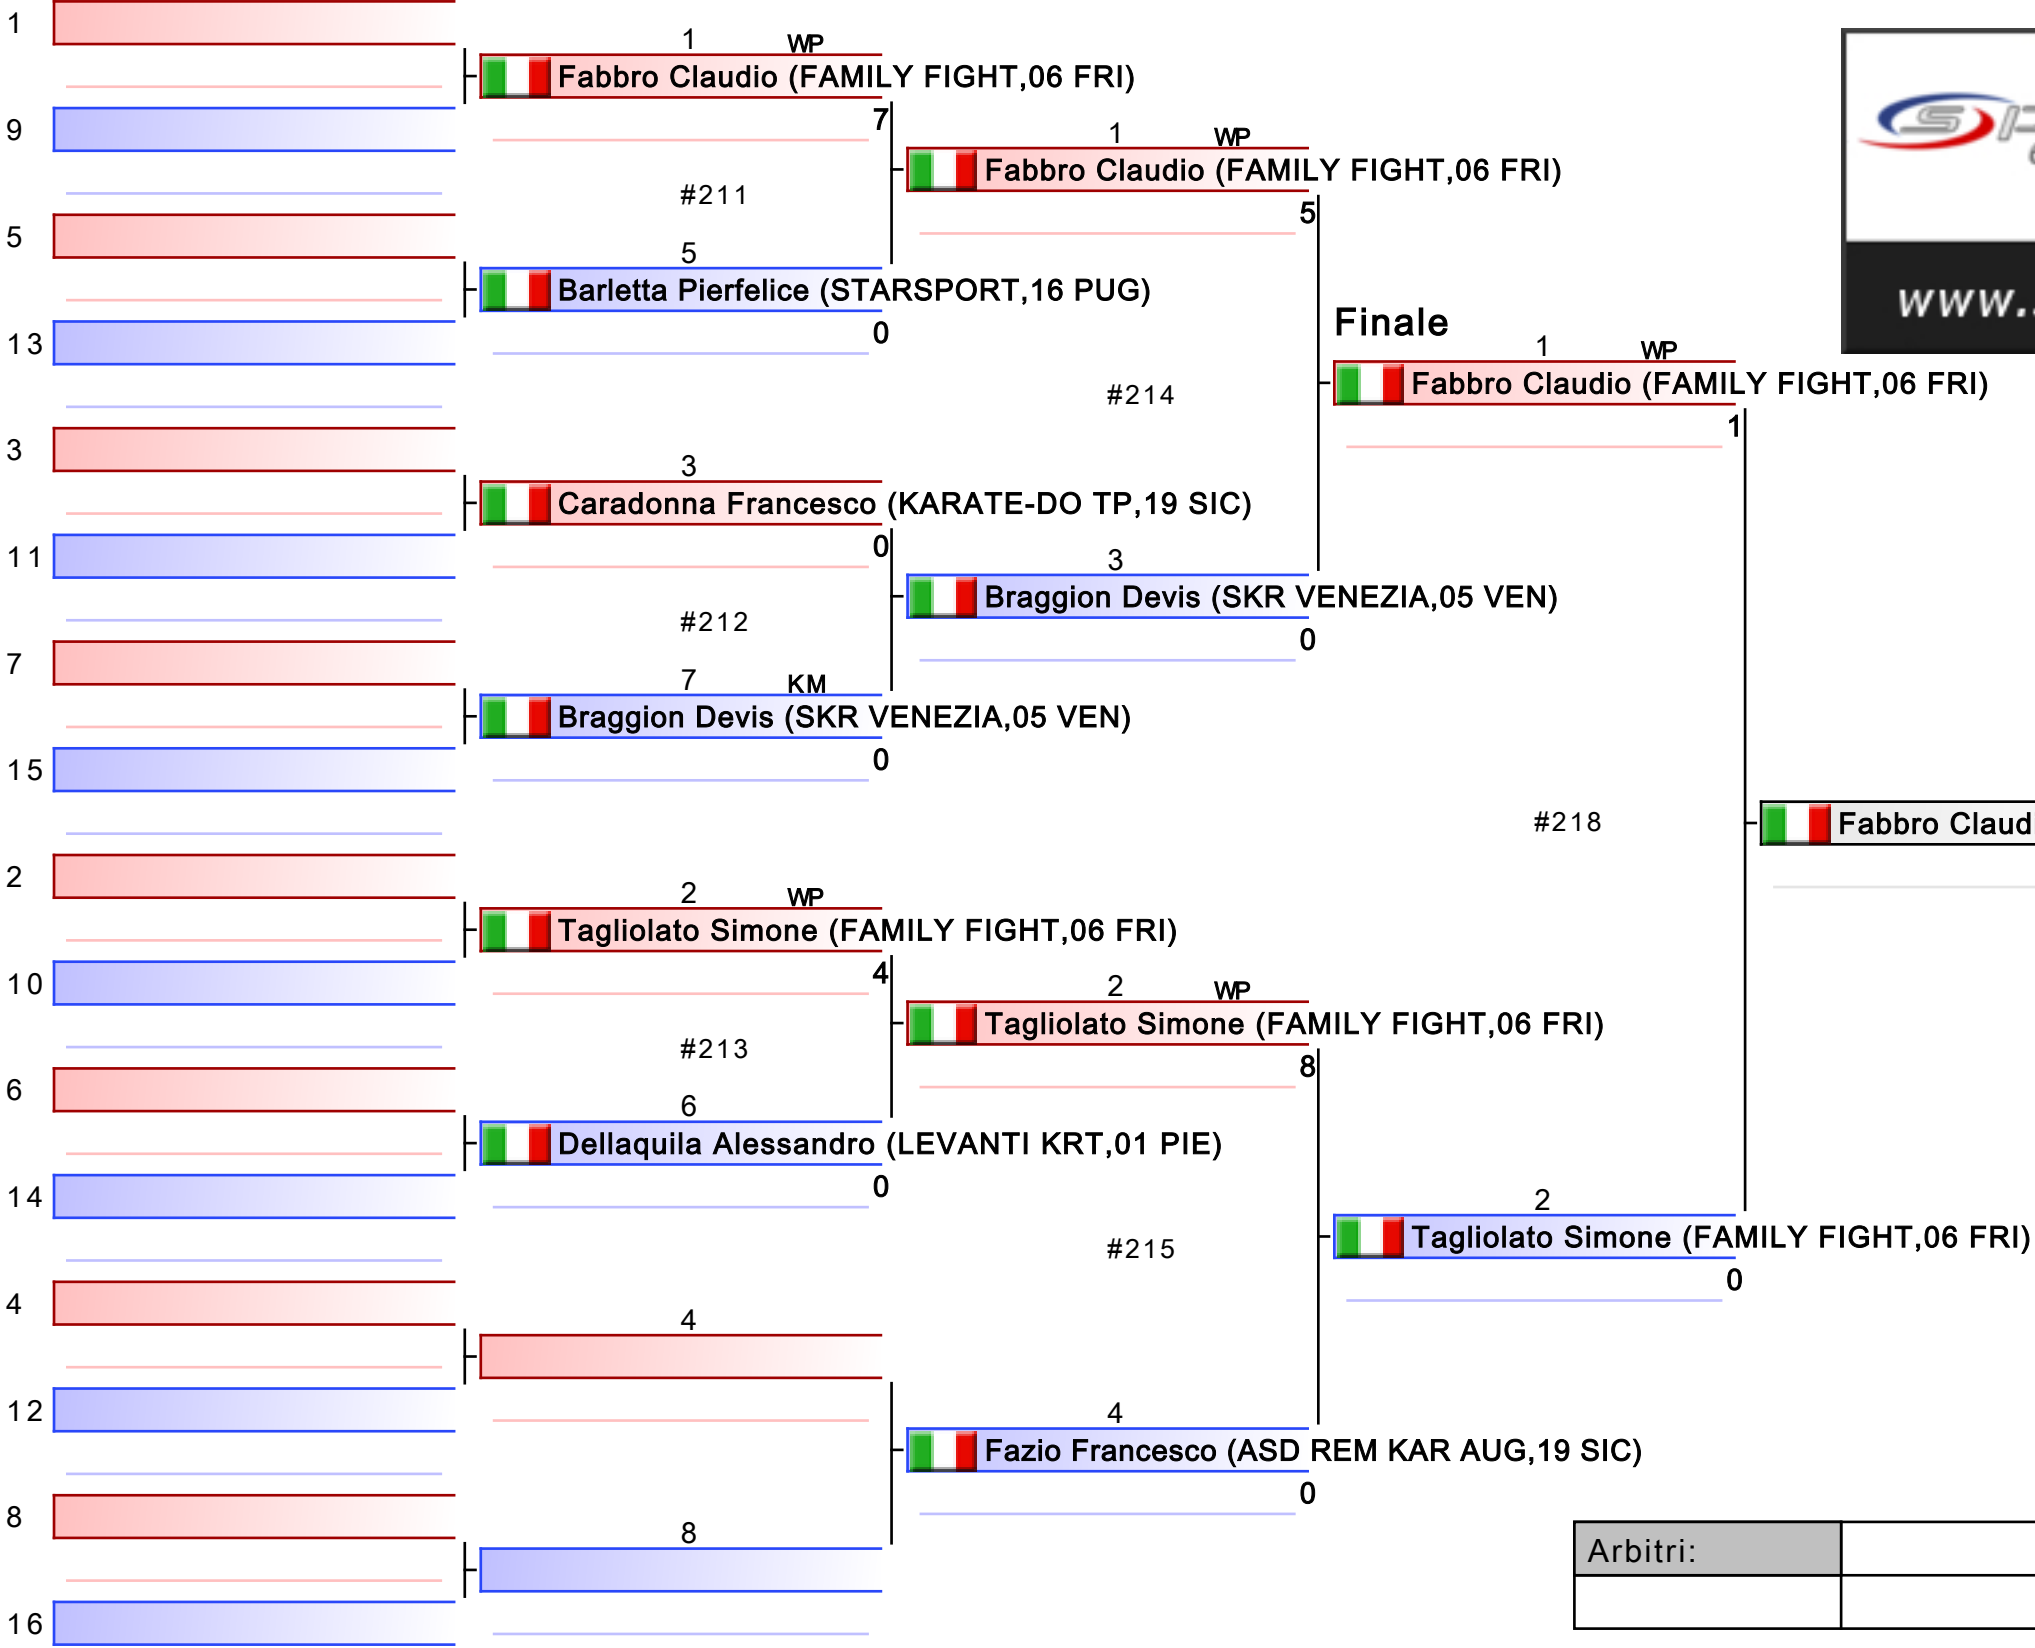 1
9
5
13
3
11
7
15
2
10
6
14
4
12
8
16
1 WP
Fabbro Claudio (FAMILY FIGHT,06 FRI)
7
#211
5
Barletta Pierfelice (STARSPORT,16 PUG)
0
3
Caradonna Francesco (KARATE-DO TP,19 SIC)
0
#212
7 KM
Braggion Devis (SKR VENEZIA,05 VEN)
0
2 WP
Tagliolato Simone (FAMILY FIGHT,06 FRI)
4
#213
6
Dellaquila Alessandro (LEVANTI KRT,01 PIE)
0
4
8
1 WP
Fabbro Claudio (FAMILY FIGHT,06 FRI)
5
#214
3
Braggion Devis (SKR VENEZIA,05 VEN)
0
2 WP
Tagliolato Simone (FAMILY FIGHT,06 FRI)
8
#215
4
Fazio Francesco (ASD REM KAR AUG,19 SIC)
0
Finale
1 WP
Fabbro Claudio (FAMILY FIGHT,06 FRI)
1
#218
2
Tagliolato Simone (FAMILY FIGHT,06 FRI)
0
Fabbro Claud
www.
Arbitri: